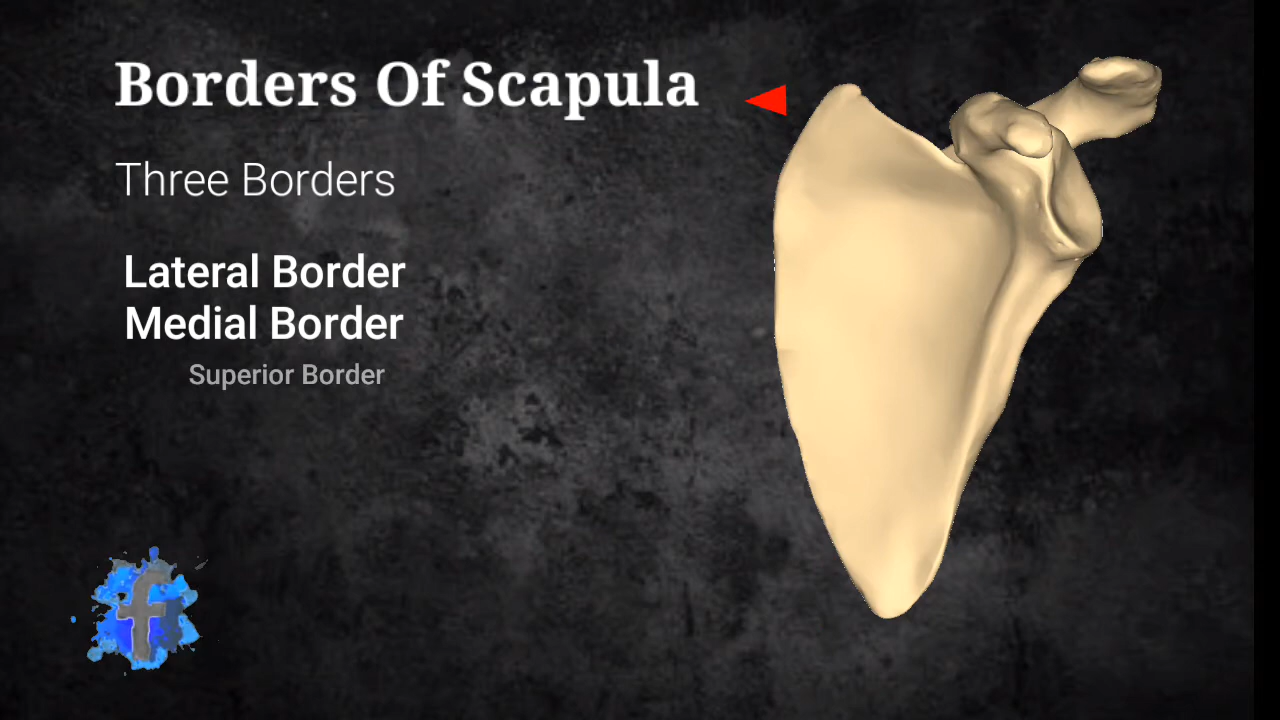 Borders Of Scapula
Three Borders
Lateral Border
Medial Border
Superior Border
f